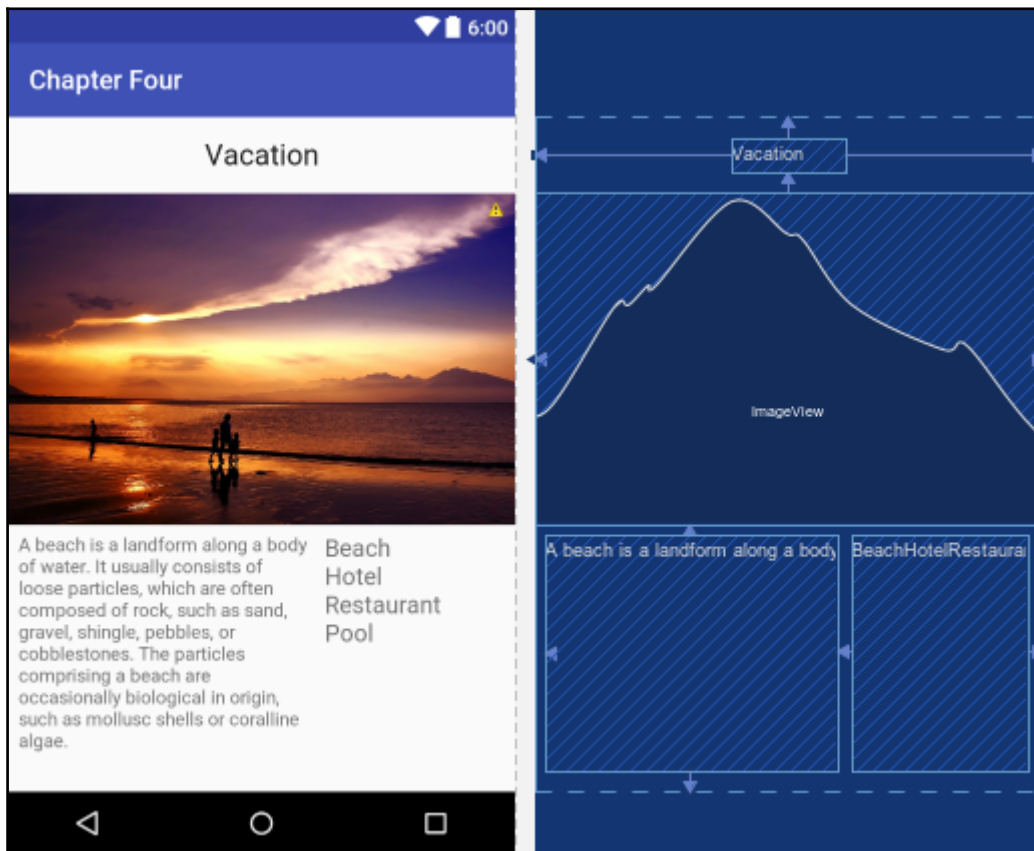 6:00
Chapter Four
Vacation
A beach is a landform along a body
of water. It usually consists of
loose particles, which are often
composed of rock, such as sand,
gravel, shingle, pebbles, or
cobblestones. The particles
comprising a beach are
occasionally biological in origin,
such as mollusc shells or coralline
algae.
Beach
Hotel
Restaurant
Pool
Vacation
ImageView
A beach is a landform along a body
BeachHotelRestaurai